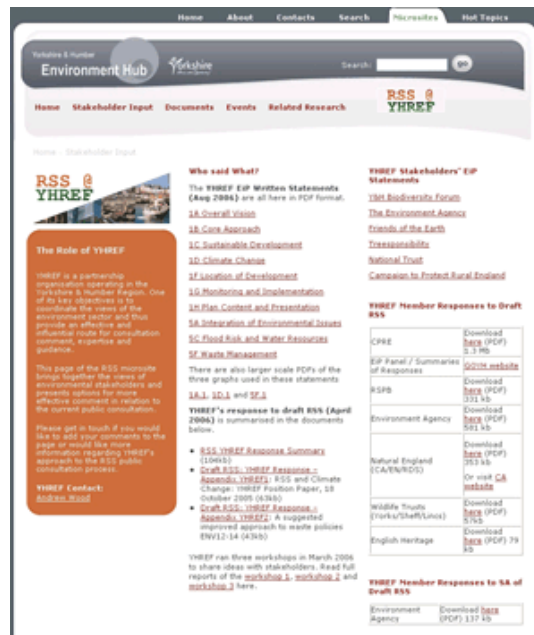 Home About Contacts Search Microsites Hot Topics
Yorkshire & Humber
Environment Hub
Yorkshire
Search: go
RSS @
YHREF
Home Stakeholder Input Documents Events Related Research
Home - Stakeholder Input
RSS @
YHREF
The Role of YHREF
YHREF is a partnership
organisation operating in the
Yorkshire & Humber Region. One
of its key objectives is to
coordinate the views of the
environment sector and thus
provide an effective and
influential route for consultation
comment, expertise and
guidance.
This page of the RSS microsite
brings together the views of
environmental stakeholders and
presents options for more
effective comment in relation to
the current public consultation.
Please get in touch if you would
like to add your comments to the
page or would like more
information regarding YHREF's
approach to the RSS public
consultation process.
YHREF Contact:
Andrew Wood
Who said What?
The YHREF EiP Written Statements
(Aug 2006) are all here in PDF format.
1A Overall Vision
1B Core Approach
1C Sustainable Development
1D Climate Change
1F Location of Development
1G Monitoring and Implementation
1H Plan Content and Presentation
5A Integration of Environmental Issues
5C Flood Risk and Water Resources
5F Waste Management
There are also larger scale PDFs of the
three graphs used in these statements
1A.1, 1D.1 and 5F.1
YHREF's response to draft RSS (April
2006) is summarised in the documents
below.
RSS YHREF Response Summary
(104kb)
Draft RSS: YHREF Response -
Appendix YHREF1: RSS and Climate
Change: YHREF Position Paper, 18
October 2005 (63kb)
Draft RSS: YHREF Response -
Appendix YHREF2: A suggested
improved approach to waste policies
ENV12-14 (43kb)
YHREF ran three workshops in March 2006
to share ideas with stakeholders. Read full
reports of the workshop 1, workshop 2 and
workshop 3 here.
YHREF Stakeholders' EiP
Statements
Y&H Biodiversity Forum
The Environment Agency
Friends of the Earth
Treesponsibility
National Trust
Campaign to Protect Rural England
YHREF Member Responses to Draft
RSS
CPRE Download
here (PDF)
1.3 Mb
EiP Panel / Summaries GOYH website
of Responses
RSPB Download
here (PDF)
331 kb
Environment Agency Download
here (PDF)
581 kb
Natural England
(CA/EN/RDS)
Download
here (PDF)
353 kb
Or visit CA
website
Wildlife Trusts
(Yorks/Sheff/Lincs)
Download
here (PDF)
57kb
English Heritage Download
here (PDF) 79
kb
YHREF Member Responses to SA of
Draft RSS
Environment Download here
Agency (PDF) 137 kb